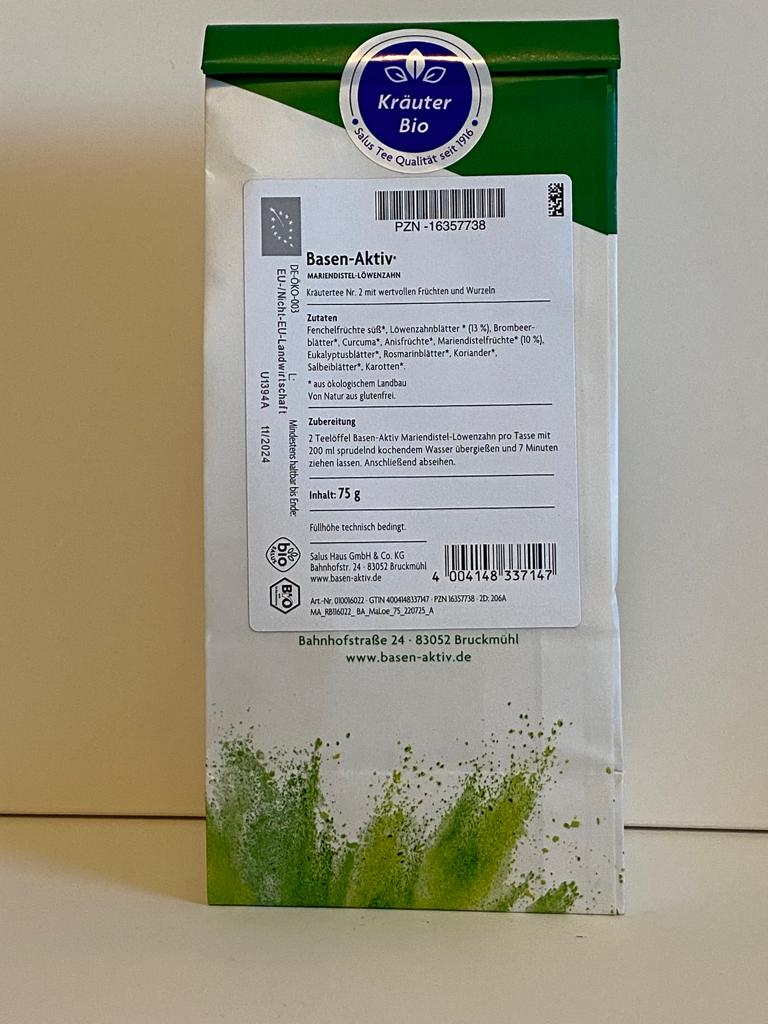 Kräuter
Bio
• Salus Tee Qualität seit 1916 •
PZN -16357738
Basen-Aktiv®
MARIENDISTEL-LÖWENZAHN
Kräutertee Nr. 2 mit wertvollen Früchten und Wurzeln
Zutaten
Fenchelfrüchte süß*, Löwenzahnblätter * (13 %), Brombeer-
blätter*, Curcuma*, Anisfrüchte*, Mariendistelfrüchte* (10 %),
Eukalyptusblätter*, Rosmarinblätter*, Koriander*,
Salbeiblätter*, Karotten*.
* aus ökologischem Landbau
Von Natur aus glutenfrei.
Zubereitung
2 Teelöffel Basen-Aktiv Mariendistel-Löwenzahn pro Tasse mit
200 ml sprudelnd kochendem Wasser übergießen und 7 Minuten
ziehen lassen. Anschließend abseihen.
Inhalt: 75 g
Füllhöhe technisch bedingt.
Salus Haus GmbH & Co. KG
Bahnhofstr. 24 · 83052 Bruckmühl
www.basen-aktiv.de
4 004148 337147
Art.-Nr. 010016022 · GTIN 4004148337147 · PZN 16357738 · 2D: 206A
MA_RB116022_ BA_MaLoe_75_220725_A
DE-ÖKO-003
EU-/Nicht-EU-Landwirtschaft
L: Mindestens haltbar bis Ende:
U1394A 11/2024
bio
SALUS
BIO
Bahnhofstraße 24 · 83052 Bruckmühl
www.basen-aktiv.de